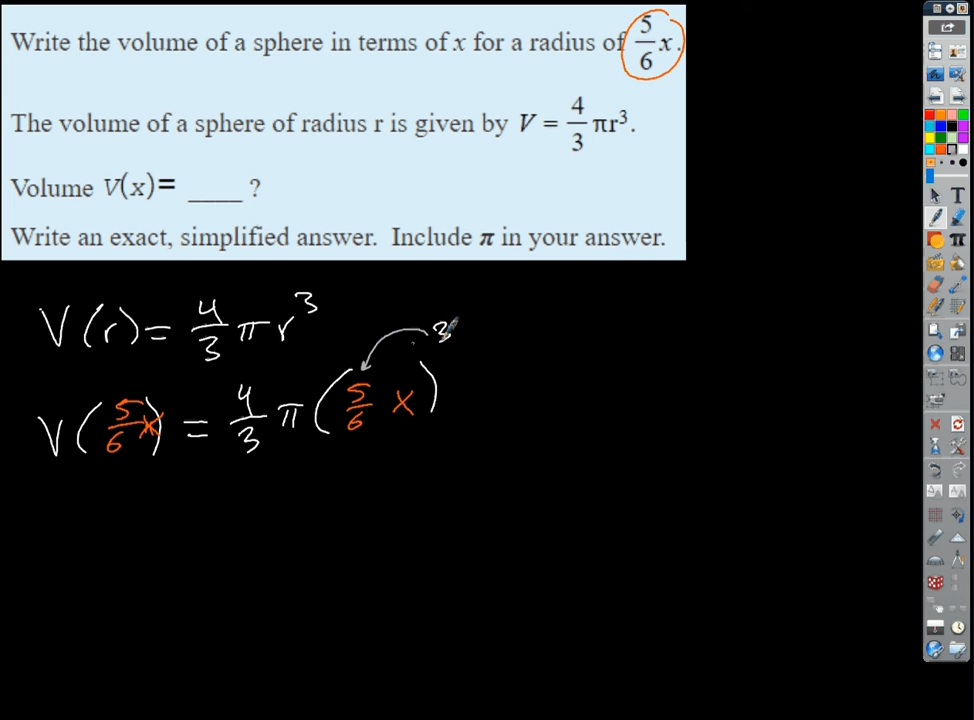 Write the volume of a sphere in terms of x for a radius of 5/6 x.
The volume of a sphere of radius r is given by V = 4/3 πr³.
Volume V(x)= ____ ?
Write an exact, simplified answer. Include π in your answer.
V(r) = 4/3 π r³
V(5/6 x) = 4/3 π (5/6 x)³